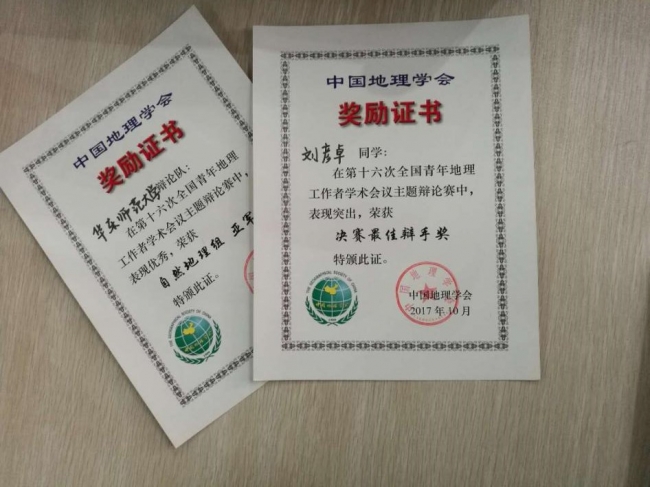 中国地理学会
奖励证书
华东师范大学辩论队:
在第十六次全国青年地理
工作者学术会议主题辩论赛中,
表现优秀,荣获
自然地理组 亚军
特颁此证。
中国地理学会
奖励证书
刘彦卓 同学:
在第十六次全国青年地理
工作者学术会议主题辩论赛中,
表现突出,荣获
决赛最佳辩手奖
特颁此证。
中国地理学会
2017 年 10 月